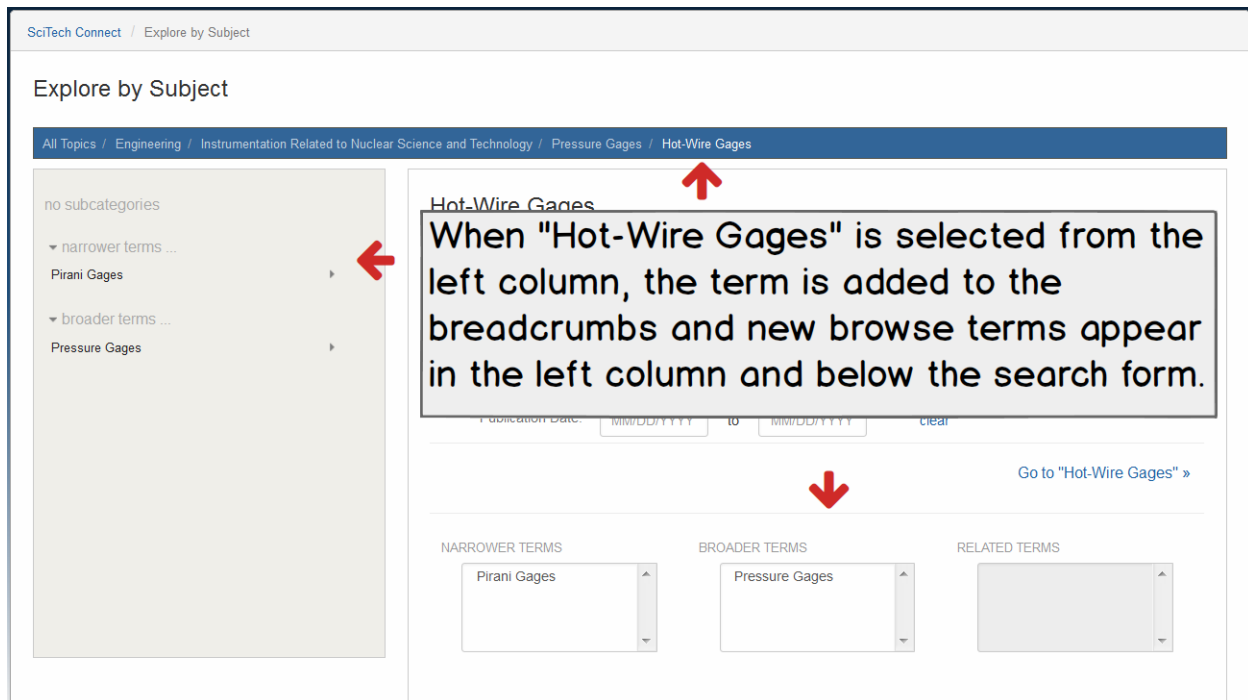 SciTech Connect / Explore by Subject
Explore by Subject
All Topics / Engineering / Instrumentation Related to Nuclear Science and Technology / Pressure Gages / Hot-Wire Gages
no subcategories
narrower terms ...
Pirani Gages
broader terms ...
Pressure Gages
Hot-Wire Gages
When "Hot-Wire Gages" is selected from the
left column, the term is added to the
breadcrumbs and new browse terms appear
in the left column and below the search form.
Publication Date: MM/DD/YYYY to MM/DD/YYYY clear
Go to "Hot-Wire Gages" »
NARROWER TERMS BROADER TERMS RELATED TERMS
Pirani Gages Pressure Gages